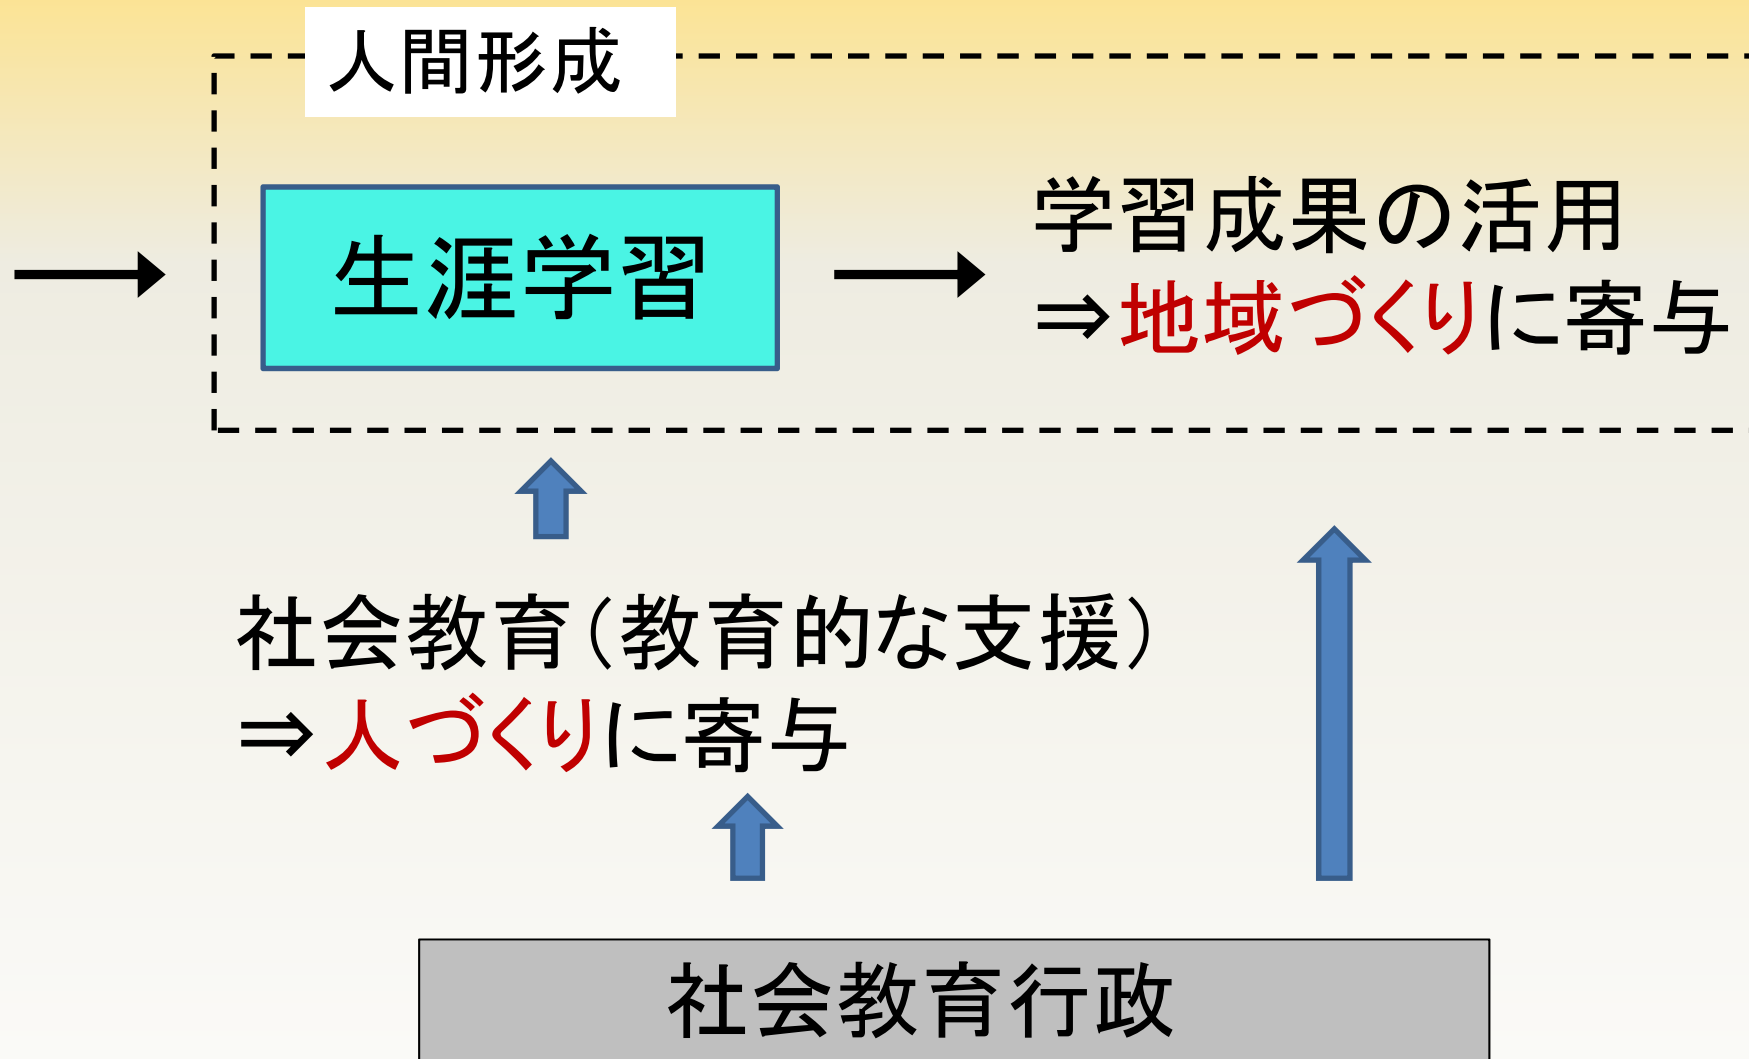 人間形成
生涯学習
学習成果の活用
⇒地域づくりに寄与
社会教育（教育的な支援）
⇒人づくりに寄与
社会教育行政